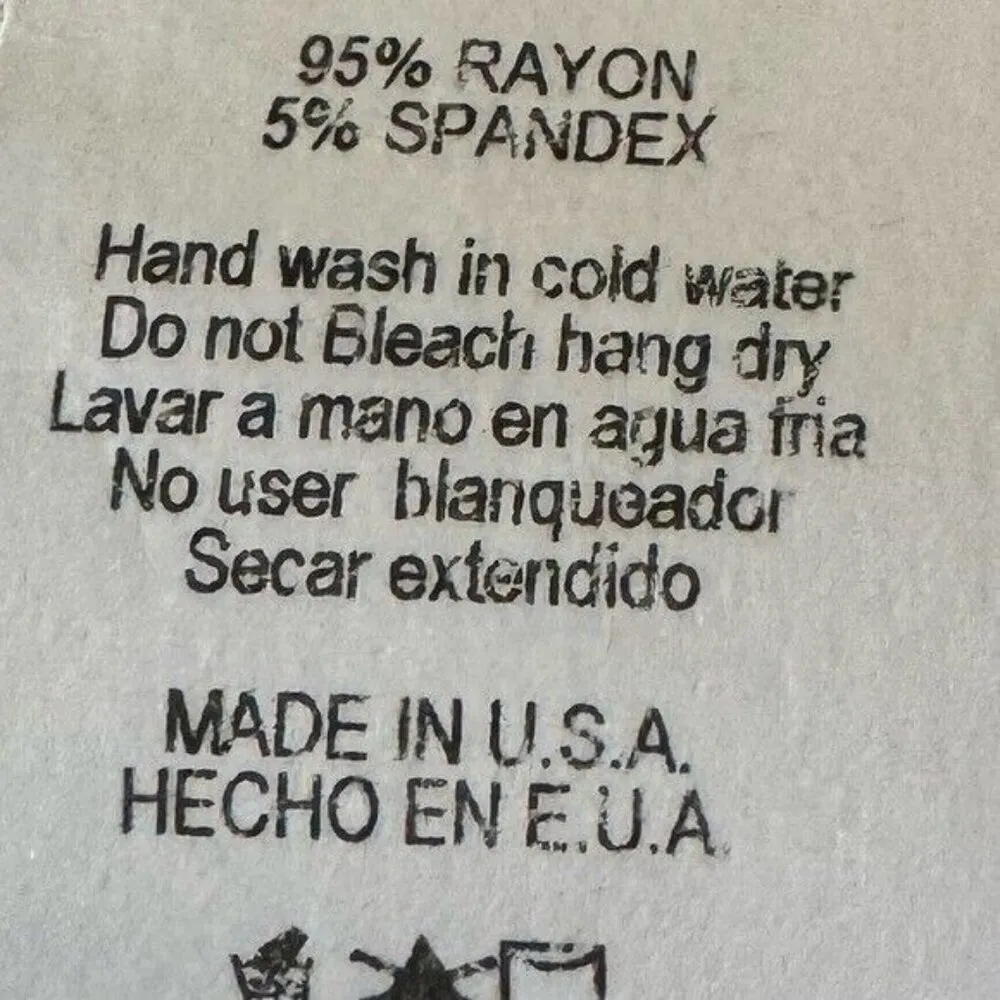 95% RAYON
5% SPANDEX
Hand wash in cold water
Do not Bleach hang dry
Lavar a mano en agua fria
No user blanqueador
Secar extendido
MADE IN U.S.A.
HECHO EN E.U.A.